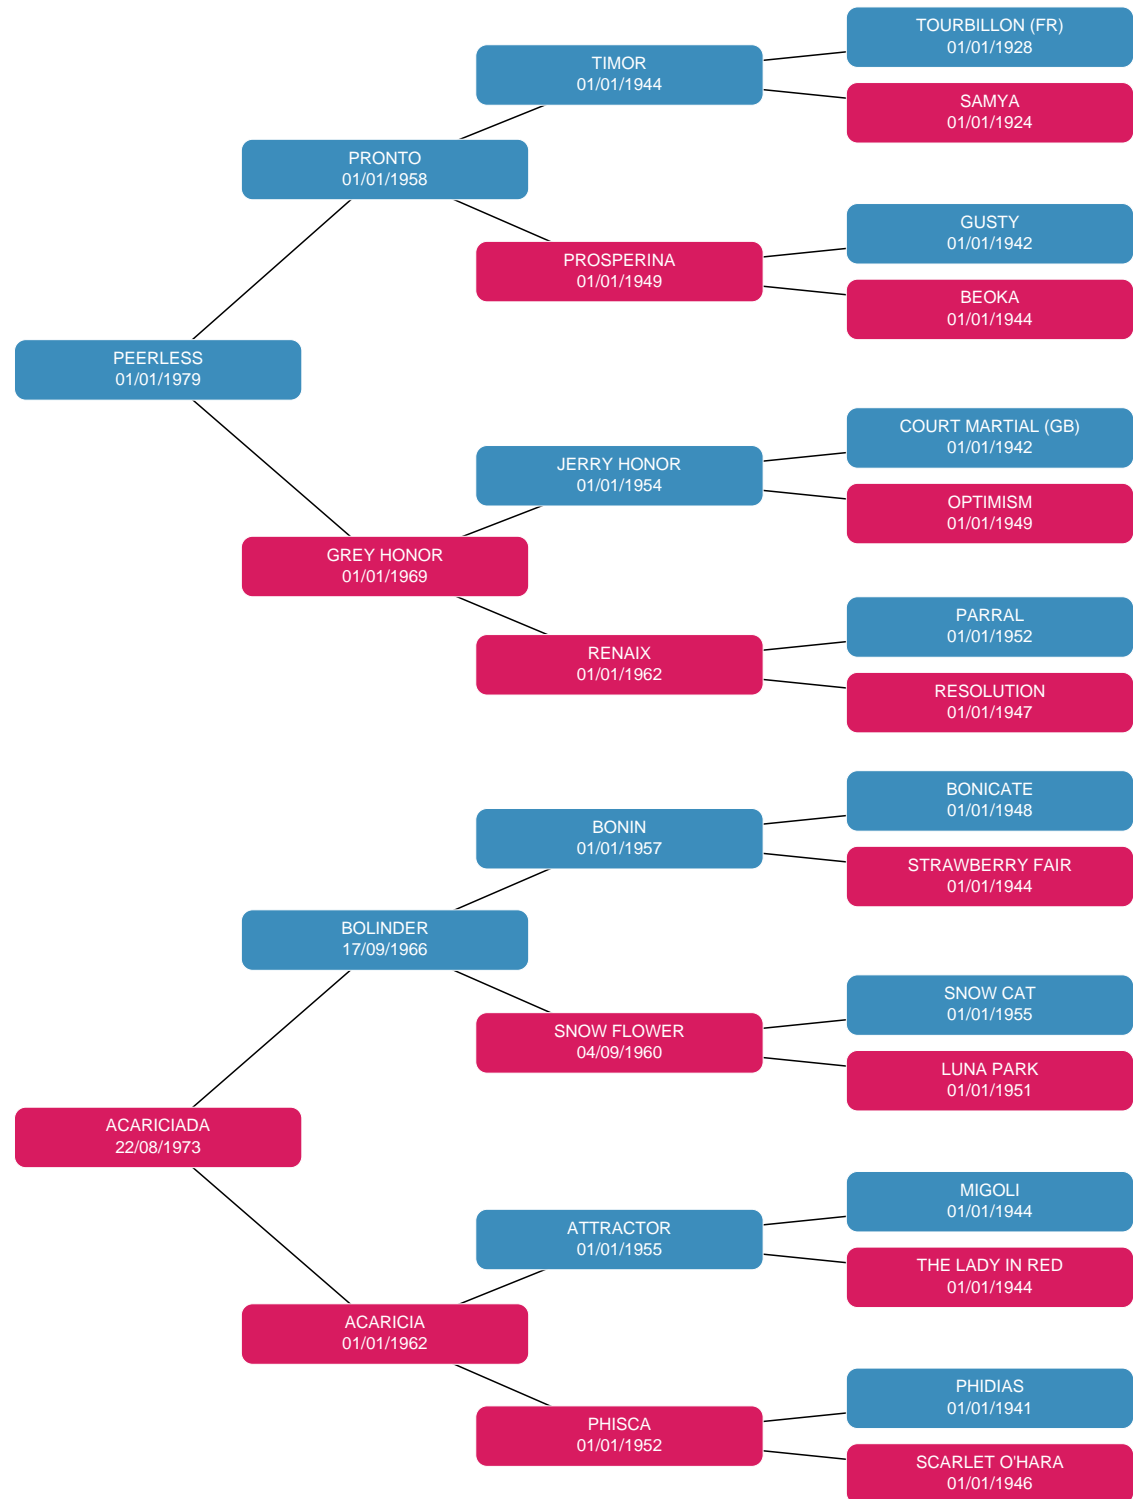 TOURBILLON (FR)
01/01/1928
TIMOR
01/01/1944
SAMYA
01/01/1924
PRONTO
01/01/1958
GUSTY
01/01/1942
PROSPERINA
01/01/1949
BEOKA
01/01/1944
PEERLESS
01/01/1979
COURT MARTIAL (GB)
01/01/1942
JERRY HONOR
01/01/1954
OPTIMISM
01/01/1949
GREY HONOR
01/01/1969
PARRAL
01/01/1952
RENAIX
01/01/1962
RESOLUTION
01/01/1947
BONICATE
01/01/1948
BONIN
01/01/1957
STRAWBERRY FAIR
01/01/1944
BOLINDER
17/09/1966
SNOW CAT
01/01/1955
SNOW FLOWER
04/09/1960
LUNA PARK
01/01/1951
ACARICIADA
22/08/1973
MIGOLI
01/01/1944
ATTRACTOR
01/01/1955
THE LADY IN RED
01/01/1944
ACARICIA
01/01/1962
PHIDIAS
01/01/1941
PHISCA
01/01/1952
SCARLET O'HARA
01/01/1946